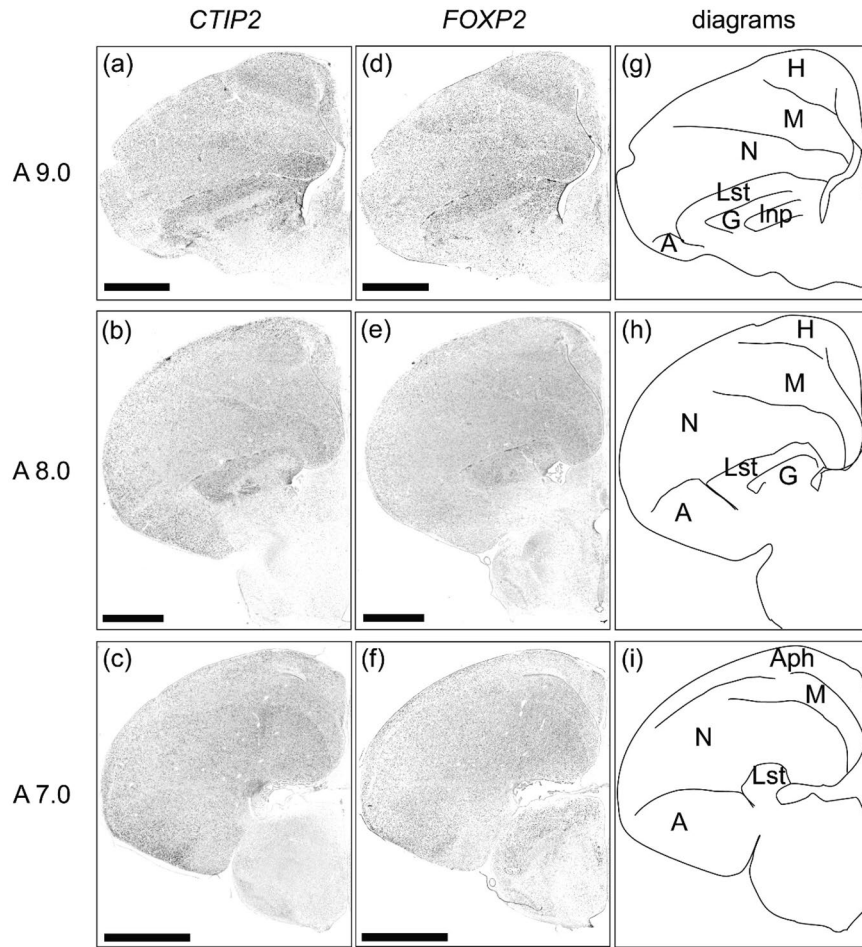 CTIP2 FOXP2 diagrams
A 9.0
(a)
(d)
(g)
H
M
N
Lst
G
Inp
A
A 8.0
(b)
(e)
(h)
H
M
N
Lst
G
A
A 7.0
(c)
(f)
(i)
Aph
M
N
Lst
A